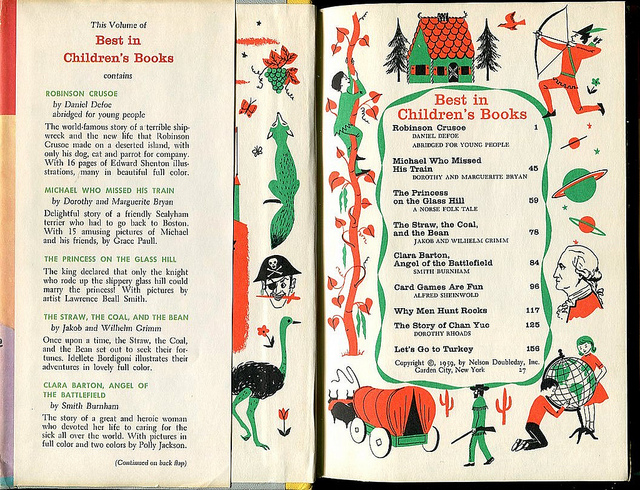 This Volume of
Best in
Children's Books
contains
ROBINSON CRUSOE
by Daniel Defoe
abridged for young people
The world-famous story of a terrible ship-
wreck and the new life that Robinson
Crusoe made on a deserted island, with
only his dog, cat and parrot for company.
With 16 pages of Edward Shenton illus-
strations, many in beautiful full color.
MICHAEL WHO MISSED HIS TRAIN
by Dorothy and Marguerite Bryan
Delightful story of a friendly Sealyham
terrier who had to go back to Boston.
With 15 amusing pictures of Michael
and his friends, by Grace Paull.
THE PRINCESS ON THE GLASS HILL
The king declared that only the knight
who rode up the slippery glass hill could
marry the princess! With pictures by
artist Lawrence Beall Smith.
THE STRAW, THE COAL, AND THE BEAN
by Jakob and Wilhelm Grimm
Once upon a time, the Straw, the Coal,
and the Bean set out to seek their for-
tunes. Idellette Bordigoni illustrates their
adventures in lovely full color.
CLARA BARTON, ANGEL OF
THE BATTLEFIELD
by Smith Burnham
The story of a great and heroic woman
who devoted her life to caring for the
sick all over the world. With pictures in
full color and two colors by Polly Jackson.
(Continued on back flap)
Best in
Children's Books
Robinson Crusoe 1
DANIEL DEFOE
ABRIDGED FOR YOUNG PEOPLE
Michael Who Missed
His Train 45
DOROTHY AND MARGUERITE BRYAN
The Princess
on the Glass Hill 59
A NORSE FOLK TALE
The Straw, the Coal,
and the Bean 78
JAKOB AND WILHELM GRIMM
Clara Barton,
Angel of the Battlefield 84
SMITH BURNHAM
Card Games Are Fun 96
ALFRED SHEINWOLD
Why Men Hunt Rocks 117
The Story of Chan Yuc 125
DOROTHY RHOADS
Let's Go to Turkey 156
Copyright ©, 1959, by Nelson Doubleday, Inc.
Garden City, New York 27